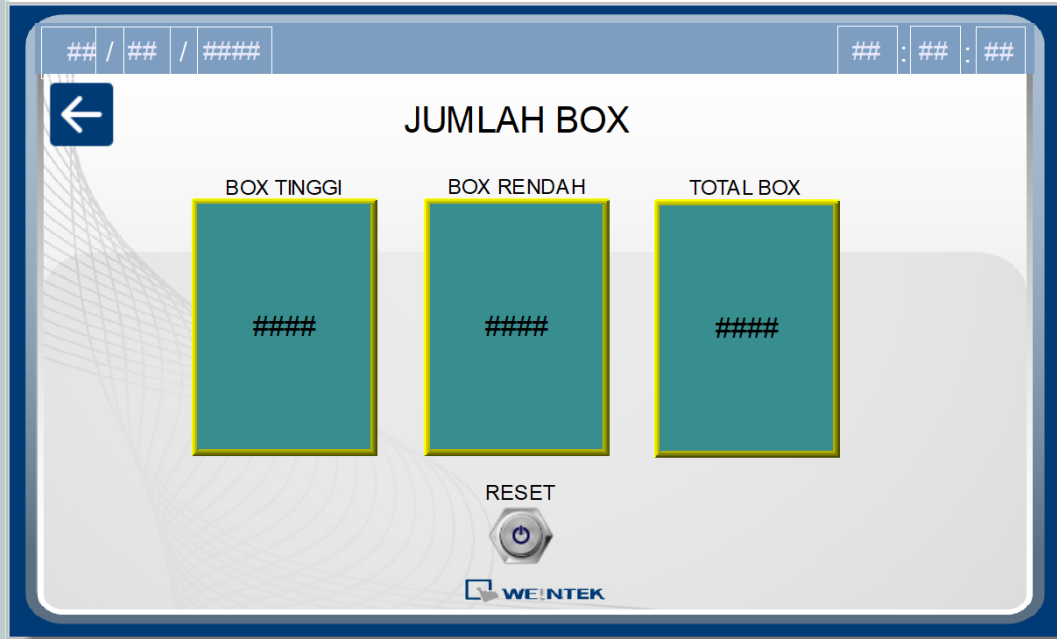 ## / ## / #### ## : ## : ##
JUMLAH BOX
BOX TINGGI BOX RENDAH TOTAL BOX
#### #### ####
RESET
WEINTEK